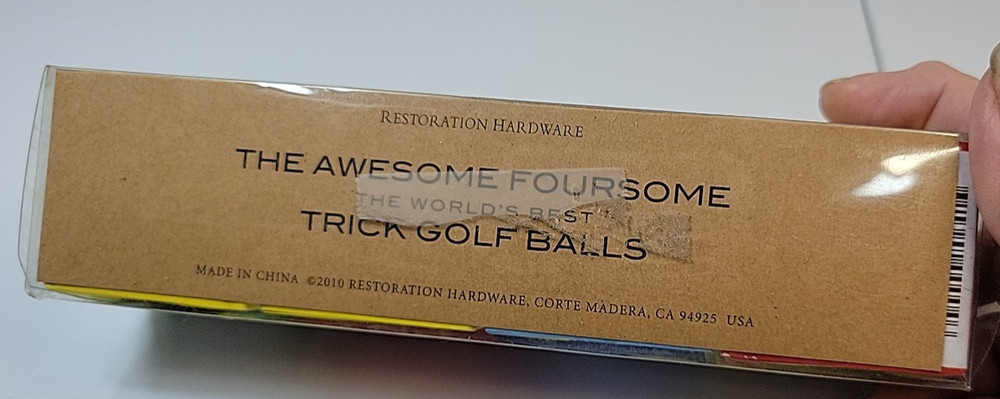 RESTORATION HARDWARE
THE AWESOME FOURSOME
THE WORLD'S BEST
TRICK GOLF BALLS
MADE IN CHINA ©2010 RESTORATION HARDWARE, CORTE MADERA, CA 94925 USA